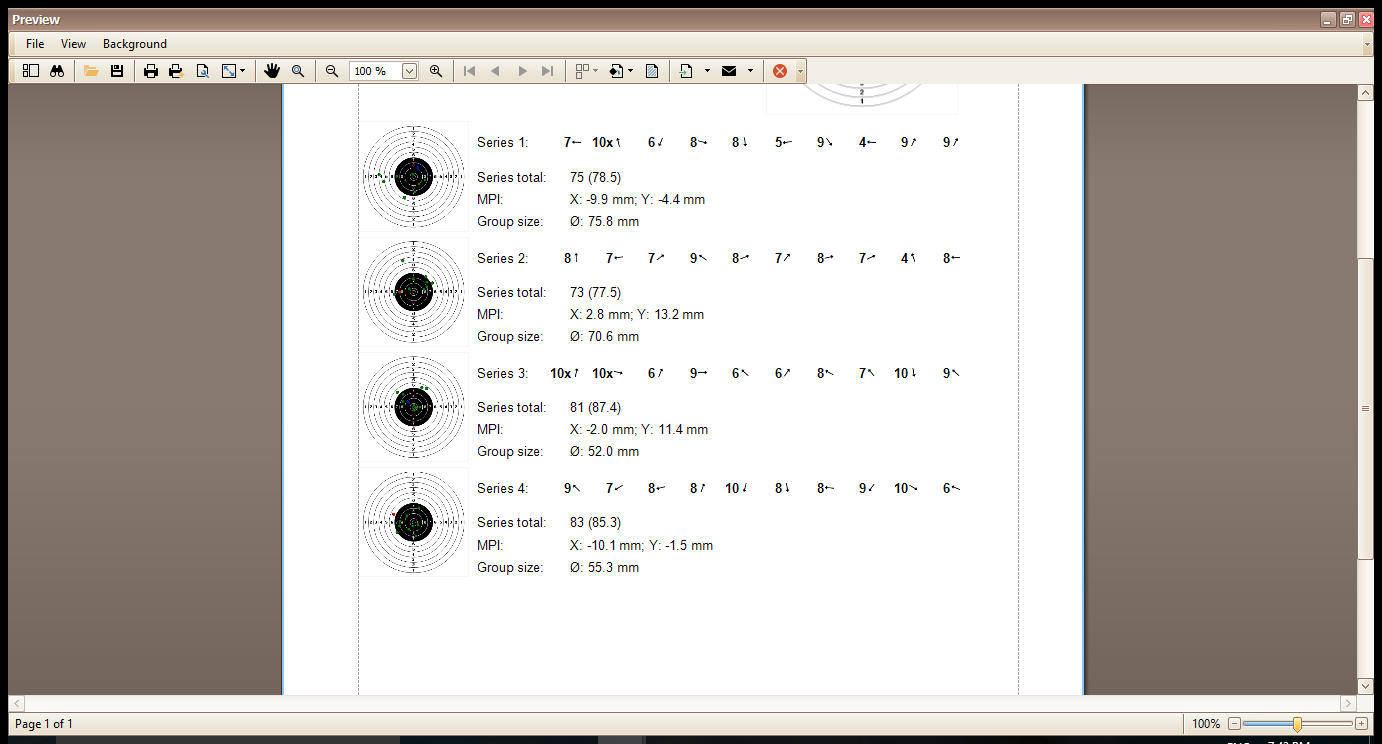 Preview
File View Background
100 %
2
1
Series 1: 7← 10x↖ 6↙ 8→ 8↓ 5← 9↘ 4← 9↗ 9↗
Series total: 75 (78.5)
MPI: X: -9.9 mm; Y: -4.4 mm
Group size: Ø: 75.8 mm
Series 2: 8↑ 7← 7↗ 9↖ 8↗ 7↗ 8→ 7↗ 4↖ 8←
Series total: 73 (77.5)
MPI: X: 2.8 mm; Y: 13.2 mm
Group size: Ø: 70.6 mm
Series 3: 10x↑ 10x→ 6↗ 9→ 6↖ 6↗ 8↖ 7↖ 10↓ 9↖
Series total: 81 (87.4)
MPI: X: -2.0 mm; Y: 11.4 mm
Group size: Ø: 52.0 mm
Series 4: 9↖ 7↙ 8← 8↗ 10↓ 8↓ 8← 9↙ 10↘ 6↖
Series total: 83 (85.3)
MPI: X: -10.1 mm; Y: -1.5 mm
Group size: Ø: 55.3 mm
Page 1 of 1 100%